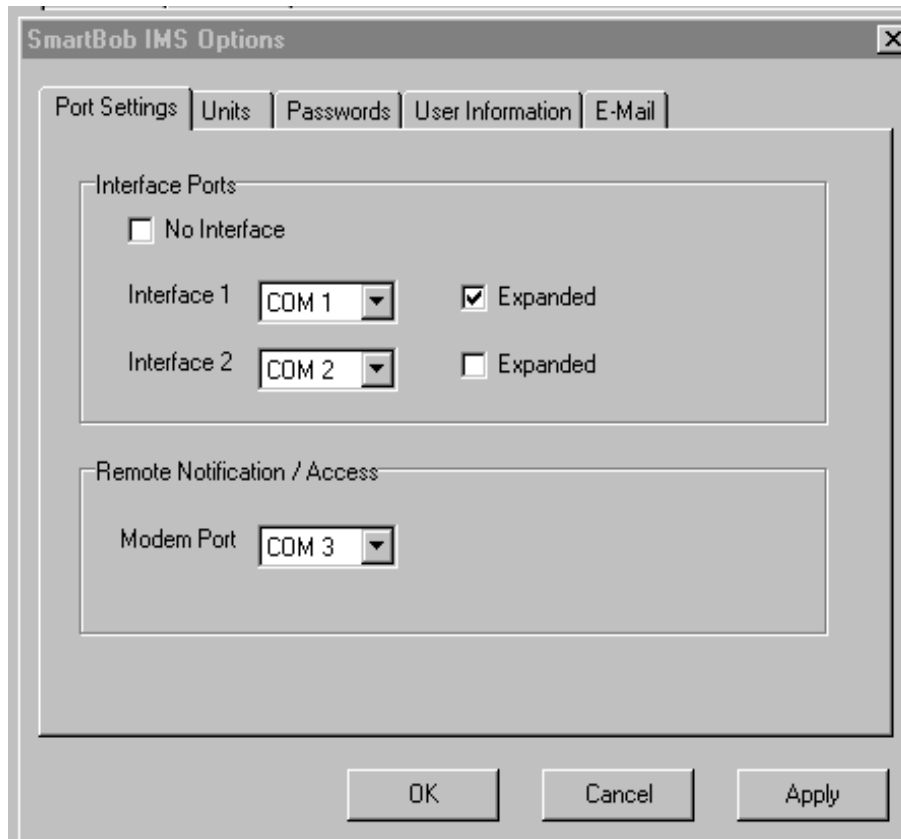 SmartBob IMS Options
Port Settings Units Passwords User Information E-Mail
Interface Ports
No Interface
Interface 1 COM 1 Expanded
Interface 2 COM 2 Expanded
Remote Notification / Access
Modem Port COM 3
OK Cancel Apply